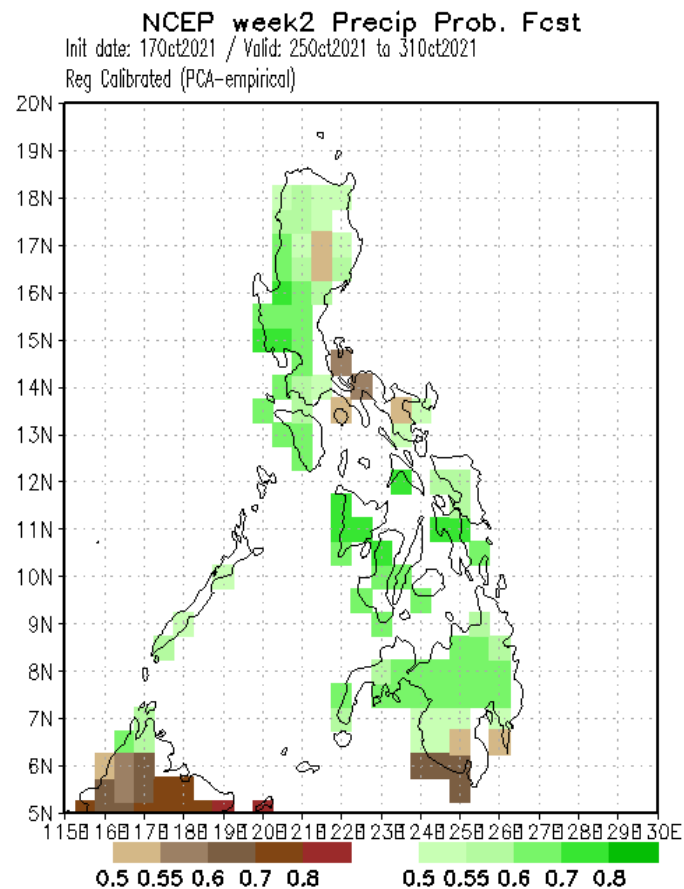 NCEP week2 Precip Prob. Fcst
Init date: 17Oct2021 / Valid: 25Oct2021 to 31Oct2021
Reg Calibrated (PCA-empirical)
20N
19N
18N
17N
16N
15N
14N
13N
12N
11N
10N
9N
8N
7N
6N
5N
115E 116E 117E 118E 119E 120E 121E 122E 123E 124E 125E 126E 127E 128E 129E 130E
0.5 0.55 0.6 0.7 0.8 0.5 0.55 0.6 0.7 0.8